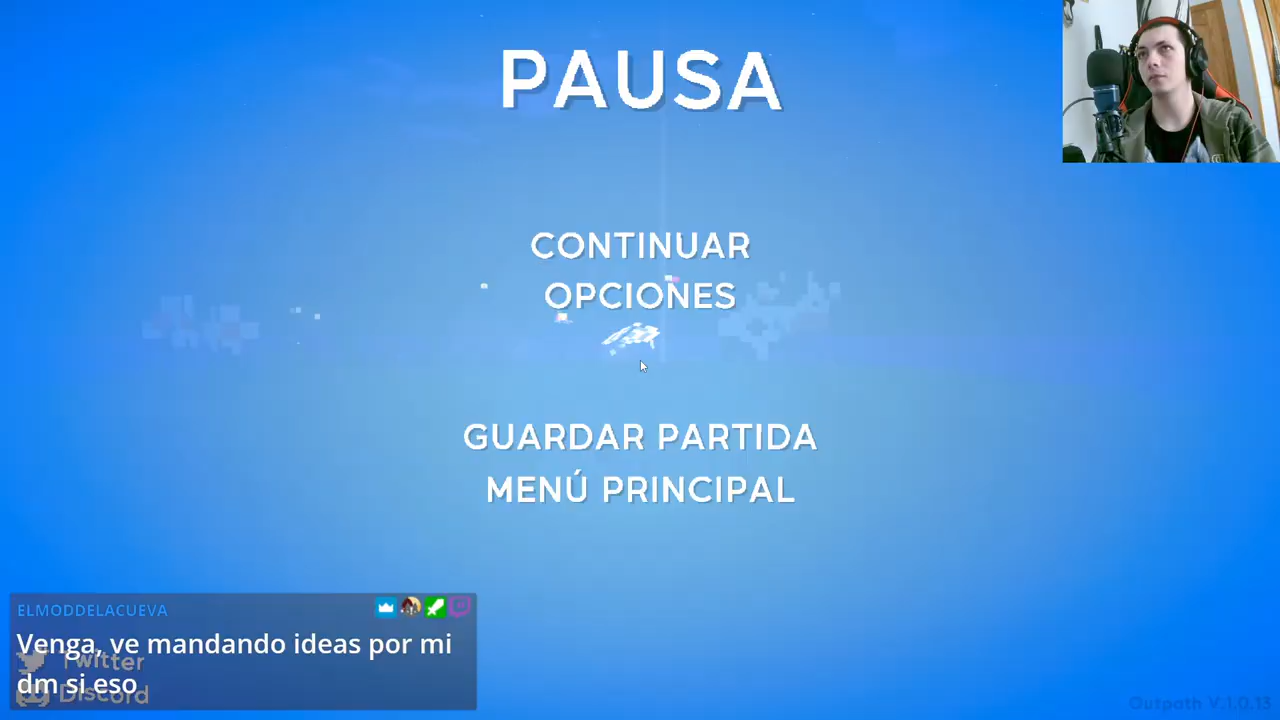 PAUSA
CONTINUAR
OPCIONES
GUARDAR PARTIDA
MENÚ PRINCIPAL
ELMODDELACUEVA
Venga, ve mandando ideas por mi
dm si eso
Twitter
Discord
Outpath V.1.0.13